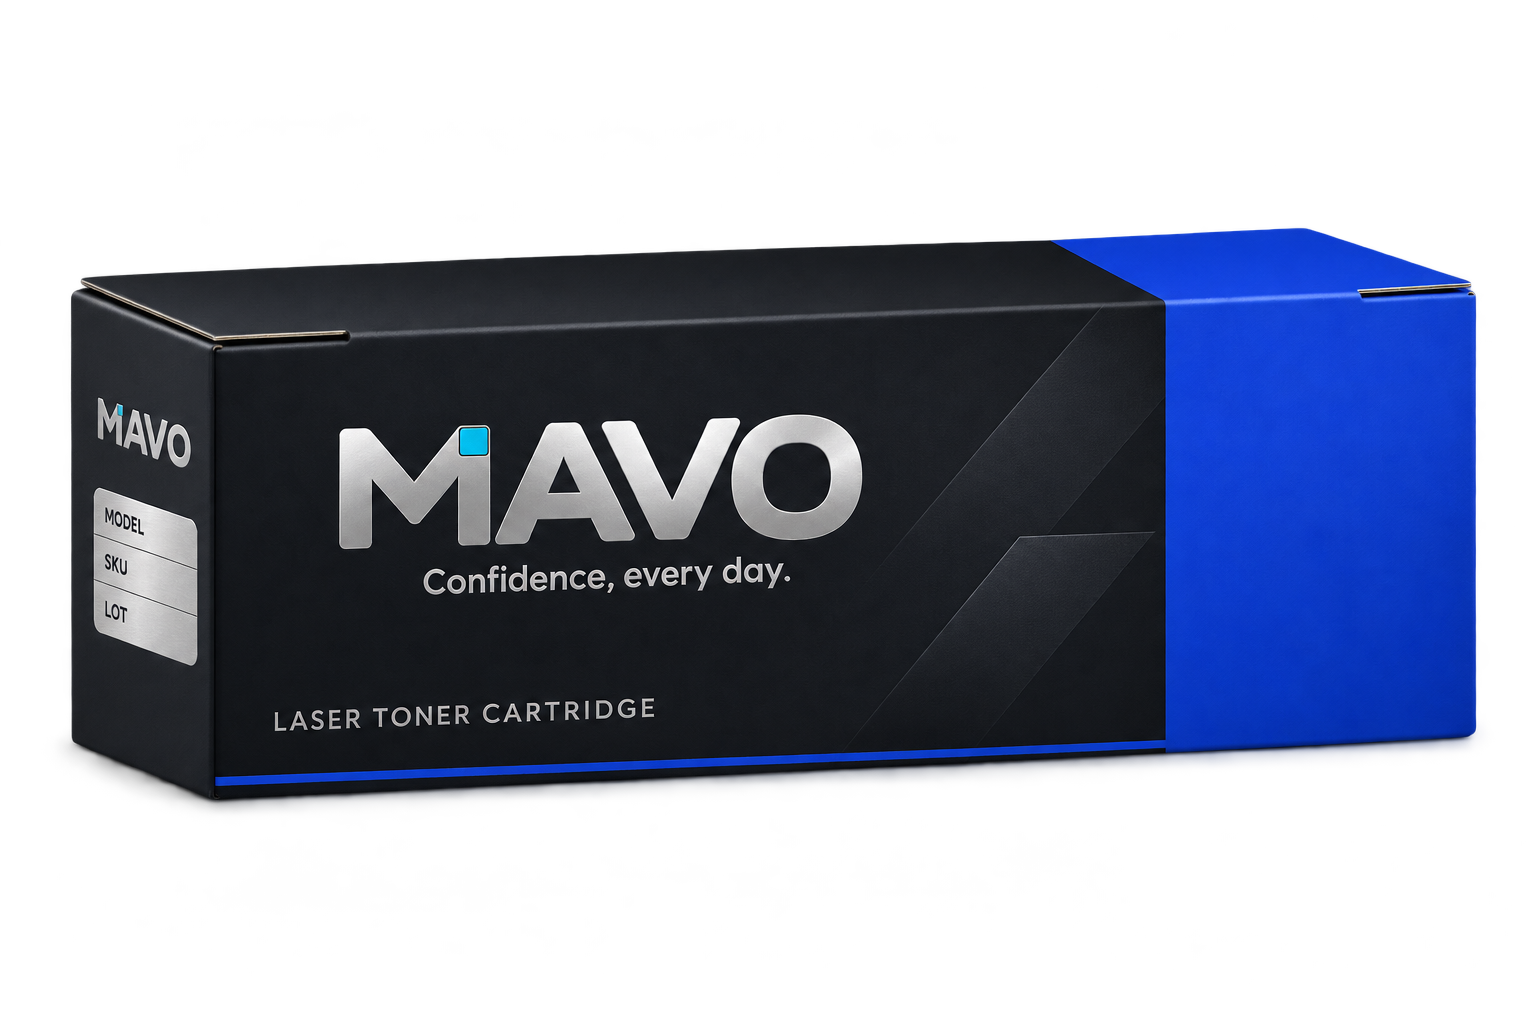 MAVO
MODEL
SKU
LOT
MAVO
Confidence, every day.
LASER TONER CARTRIDGE